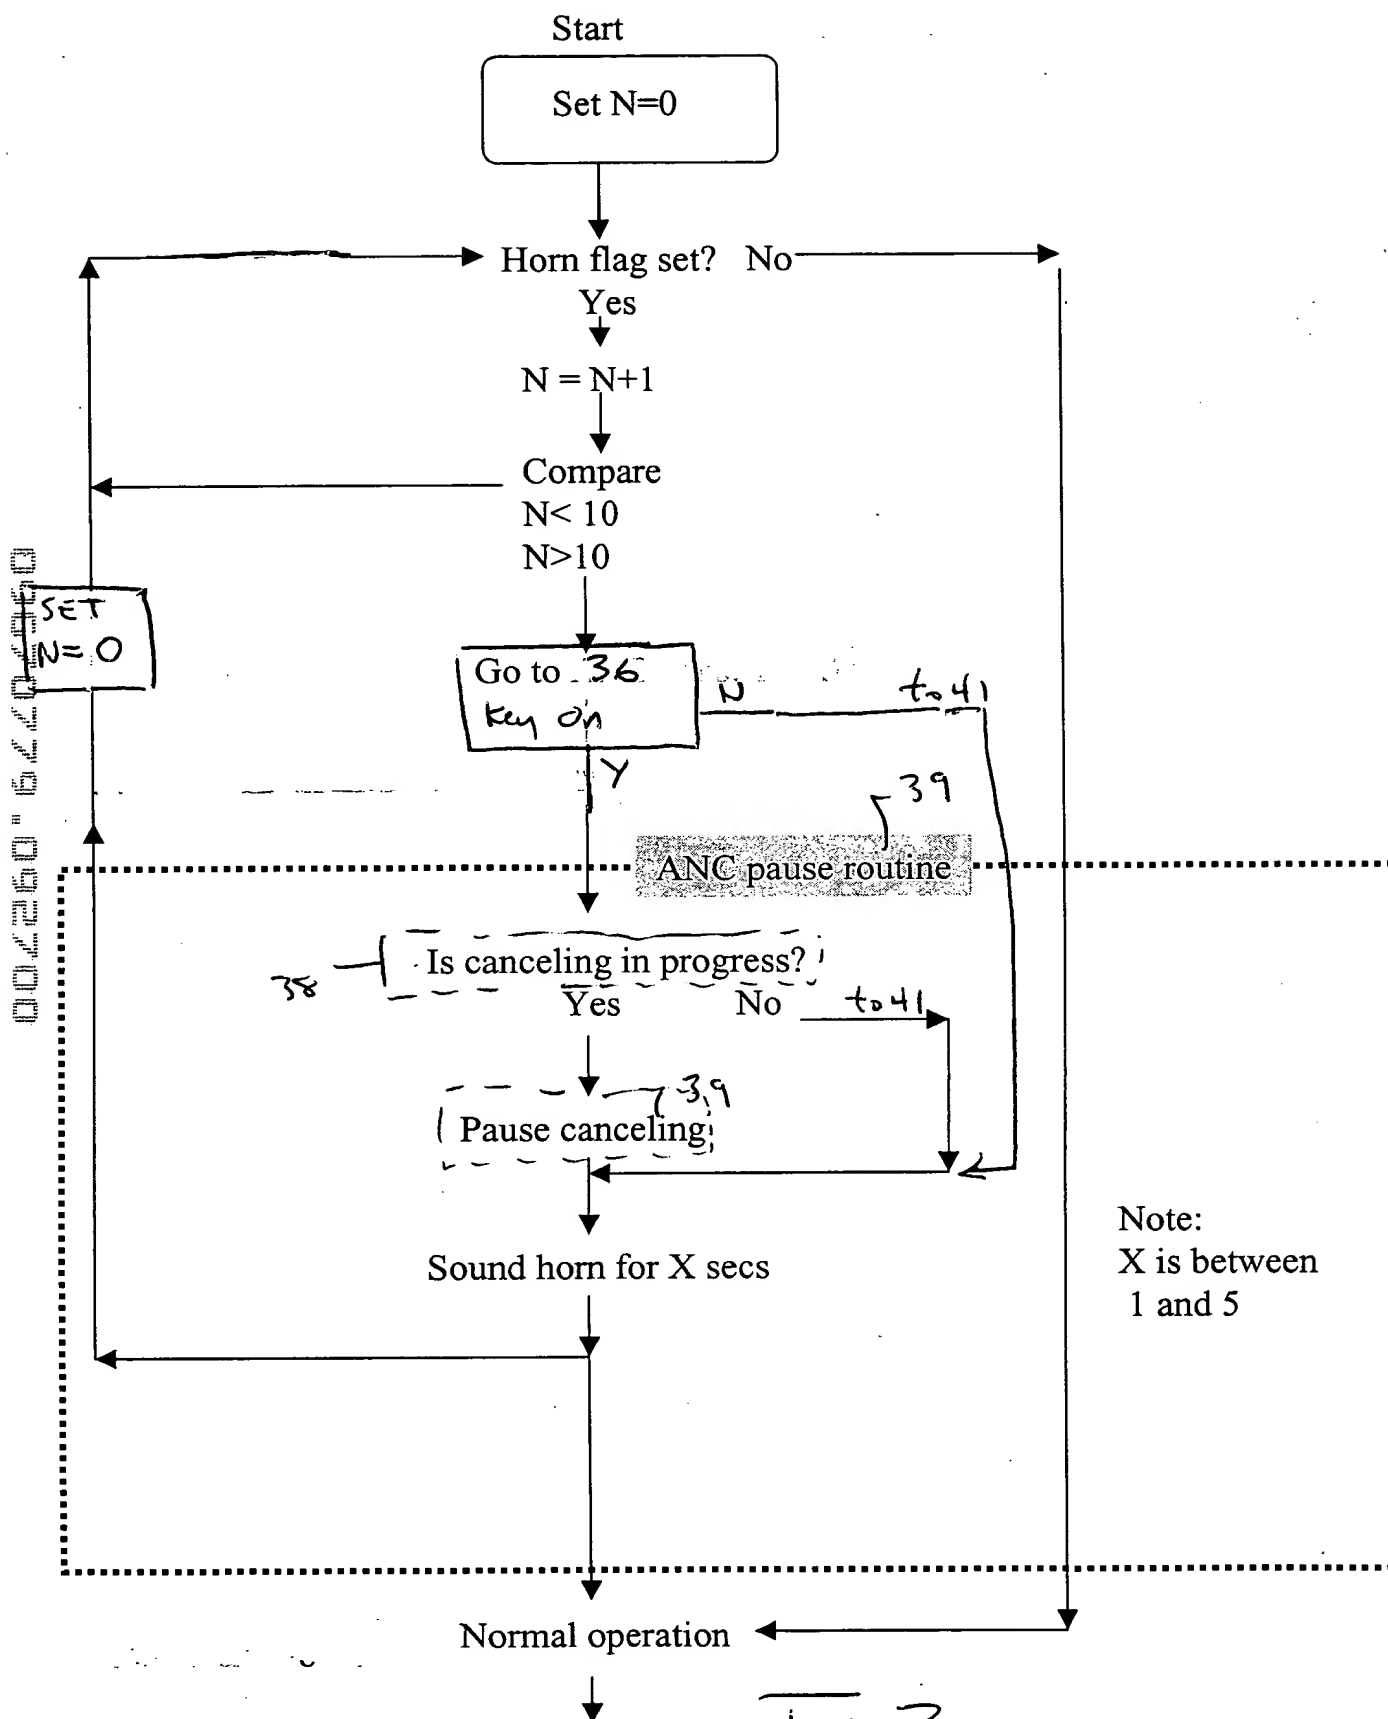 Start
Set N=0
Horn flag set? No
Yes
N = N+1
Compare
N< 10
N>10
SET
N= 0
Go to 36
Key On
N to 41
Y
39
ANC pause routine
Is canceling in progress?
38
Yes No to 41
39
Pause canceling
Note:
X is between
1 and 5
Sound horn for X secs
Normal operation